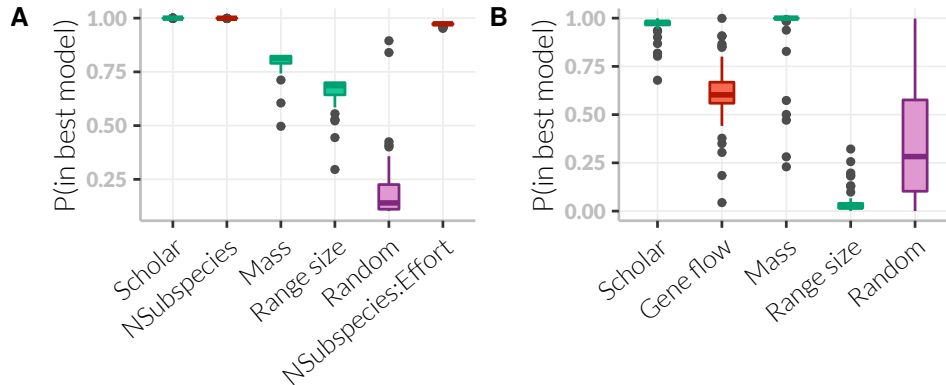 A
P(in best model)
1.00
0.75
0.50
0.25
Scholar
NSubspecies
Mass
Range size
Random
NSubspecies:Effort
B
P(in best model)
1.00
0.75
0.50
0.25
0.00
Scholar
Gene flow
Mass
Range size
Random